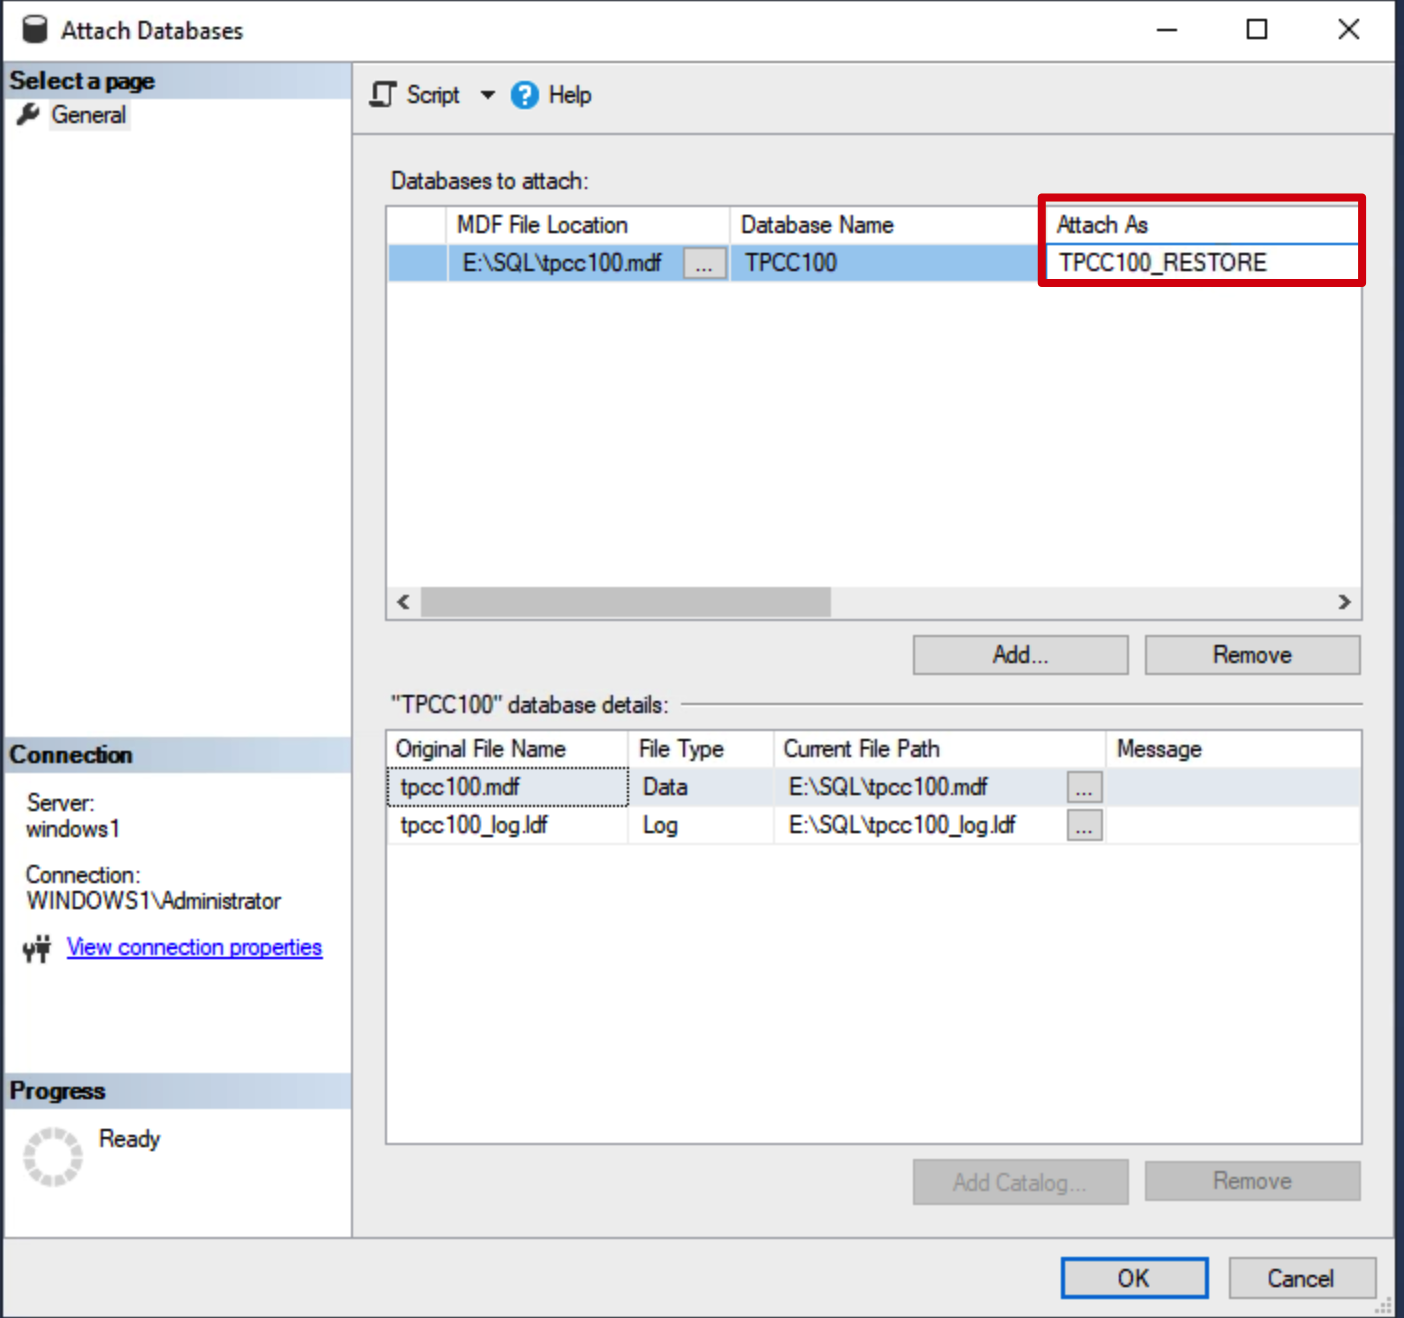 Attach Databases
Select a page
General
Script
? Help
Databases to attach:
MDF File Location Database Name Attach As
E:\SQL\tpcc100.mdf ... TPCC100 TPCC100_RESTORE
Add... Remove
"TPCC100" database details:
Original File Name File Type Current File Path Message
tpcc100.mdf Data E:\SQL\tpcc100.mdf ...
tpcc100_log.ldf Log E:\SQL\tpcc100_log.ldf ...
Connection
Server:
windows1
Connection:
WINDOWS1\Administrator
View connection properties
Progress
Ready
Add Catalog... Remove
OK Cancel